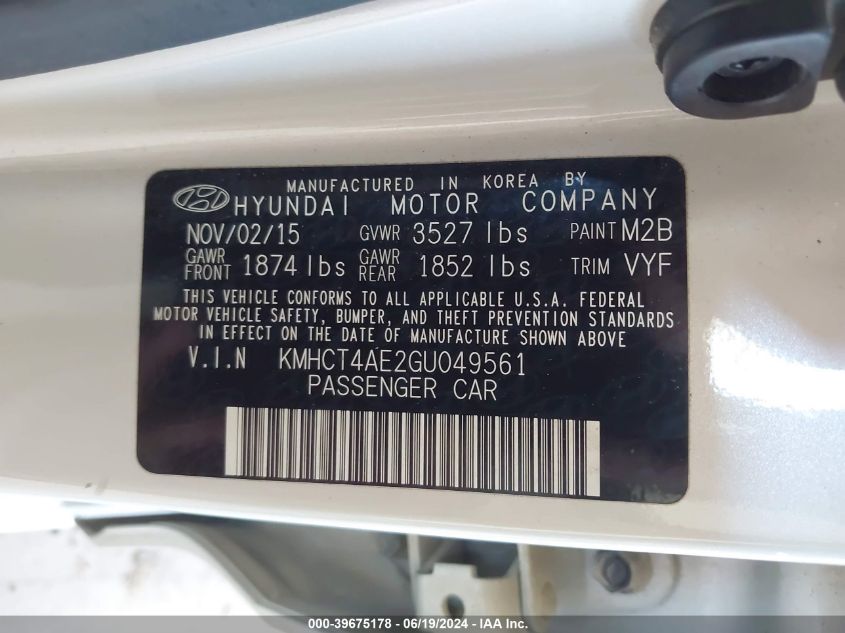 MANUFACTURED IN KOREA BY
HYUNDAI MOTOR COMPANY
NOV/02/15 GVWR 3527 lbs PAINT M2B
GAWR FRONT 1874 lbs GAWR REAR 1852 lbs TRIM VYF
THIS VEHICLE CONFORMS TO ALL APPLICABLE U.S.A. FEDERAL
MOTOR VEHICLE SAFETY, BUMPER, AND THEFT PREVENTION STANDARDS
IN EFFECT ON THE DATE OF MANUFACTURE SHOWN ABOVE
V.I.N KMHCT4AE2GU049561
PASSENGER CAR
000-39675178 - 06/19/2024 - IAA Inc.